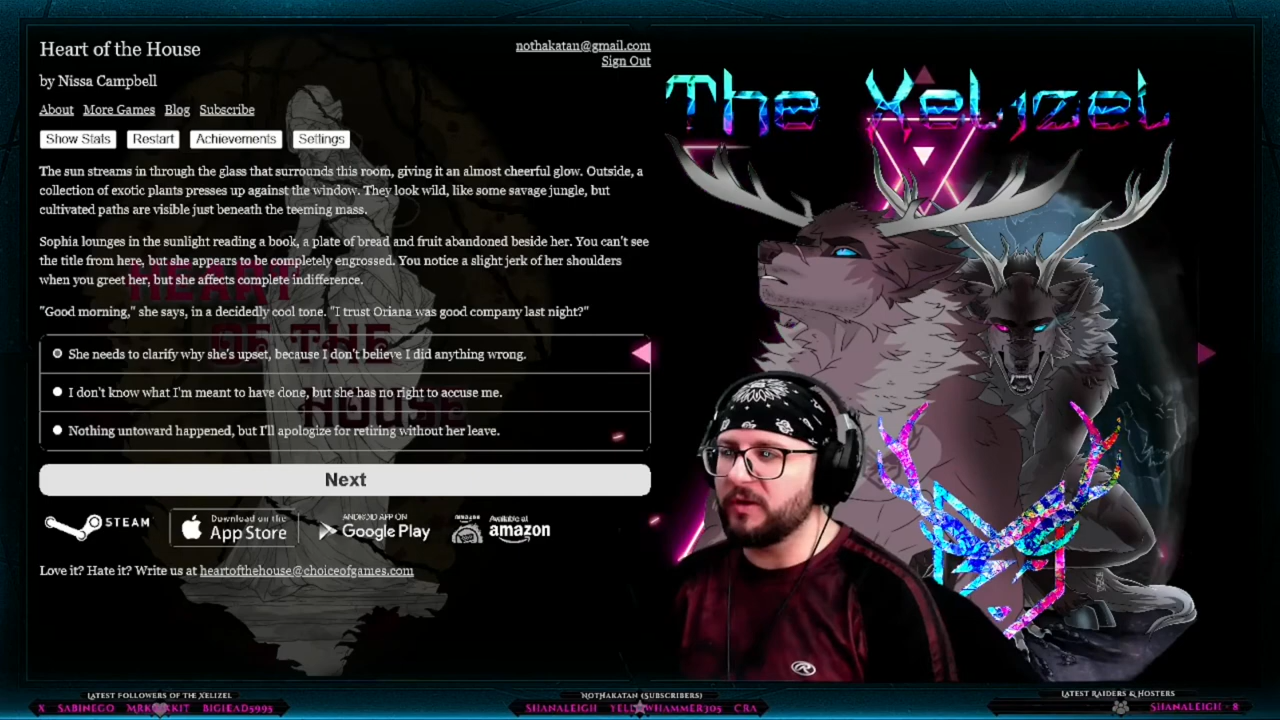 Heart of the House
nothakatan@gmail.com
Sign Out
by Nissa Campbell
About More Games Blog Subscribe
Show Stats Restart Achievements Settings
The sun streams in through the glass that surrounds this room, giving it an almost cheerful glow. Outside, a
collection of exotic plants presses up against the window. They look wild, like some savage jungle, but
cultivated paths are visible just beneath the teeming mass.
Sophia lounges in the sunlight reading a book, a plate of bread and fruit abandoned beside her. You can't see
the title from here, but she appears to be completely engrossed. You notice a slight jerk of her shoulders
when you greet her, but she affects complete indifference.
"Good morning," she says, in a decidedly cool tone. "I trust Oriana was good company last night?"
She needs to clarify why she's upset, because I don't believe I did anything wrong.
I don't know what I'm meant to have done, but she has no right to accuse me.
Nothing untoward happened, but I'll apologize for retiring without her leave.
Next
STEAM
Download on the
App Store
ANDROID APP ON
Google Play
Available at
amazon
Love it? Hate it? Write us at heartofthehouse@choiceofgames.com
HEART
OF THE
HOUSE
The Xelizel
Latest Followers of The Xelizel
X SABINEGO BIGHEAD5995
NotHakatan (Subscribers)
SHANALEIGH CRA
Latest Raiders & Hosters
SHANALEIGH - 8